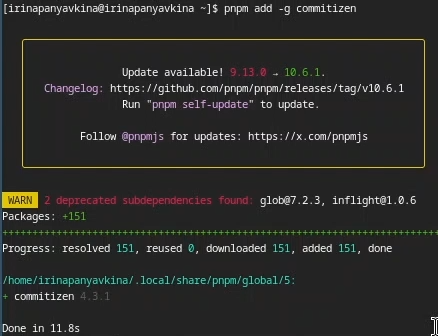 [irinapanyavkina@irinapanyavkina ~]$ pnpm add -g commitizen
Update available! 9.13.0 → 10.6.1.
Changelog: https://github.com/pnpm/pnpm/releases/tag/v10.6.1
Run "pnpm self-update" to update.
Follow @pnpmjs for updates: https://x.com/pnpmjs
WARN 2 deprecated subdependencies found: glob@7.2.3, inflight@1.0.6
Packages: +151
++++++++++++++++++++++++++++++++++++++++++++++++++++++++++++++++++++++
Progress: resolved 151, reused 0, downloaded 151, added 151, done
/home/irinapanyavkina/.local/share/pnpm/global/5:
+ commitizen 4.3.1
Done in 11.8s